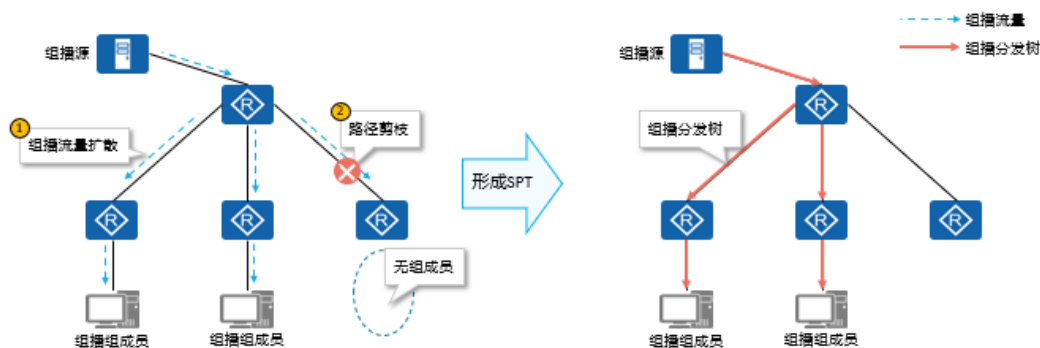 组播源
1
组播流量扩散
2
路径剪枝
R
R
R
R
无组成员
组播组成员
组播组成员
形成SPT
组播流量
组播分发树
组播源
R
组播分发树
R
R
R
组播组成员
组播组成员